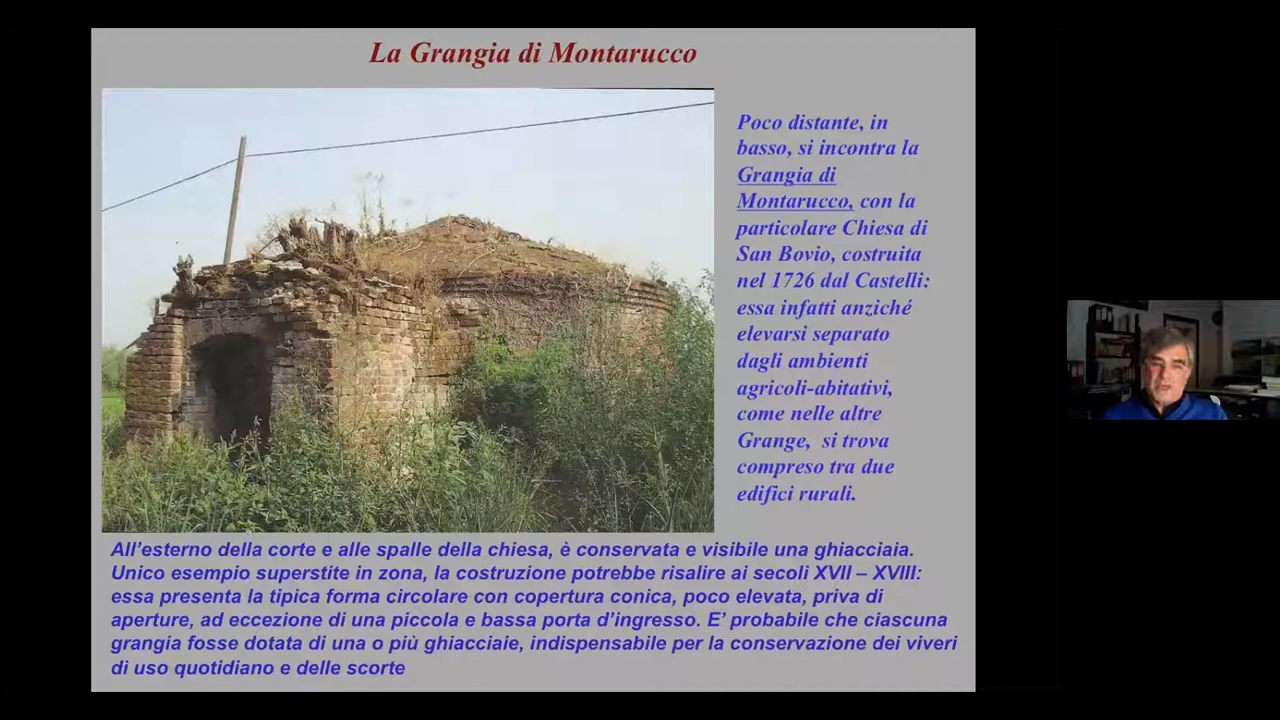 La Grangia di Montarucco
Poco distante, in
basso, si incontra la
Grangia di
Montarucco, con la
particolare Chiesa di
San Bovio, costruita
nel 1726 dal Castelli:
essa infatti anziché
elevarsi separato
dagli ambienti
agricoli-abitativi,
come nelle altre
Grange, si trova
compreso tra due
edifici rurali.
All’esterno della corte e alle spalle della chiesa, è conservata e visibile una ghiacciaia.
Unico esempio superstite in zona, la costruzione potrebbe risalire ai secoli XVII – XVIII:
essa presenta la tipica forma circolare con copertura conica, poco elevata, priva di
aperture, ad eccezione di una piccola e bassa porta d’ingresso. E’ probabile che ciascuna
grangia fosse dotata di una o più ghiacciaie, indispensabile per la conservazione dei viveri
di uso quotidiano e delle scorte